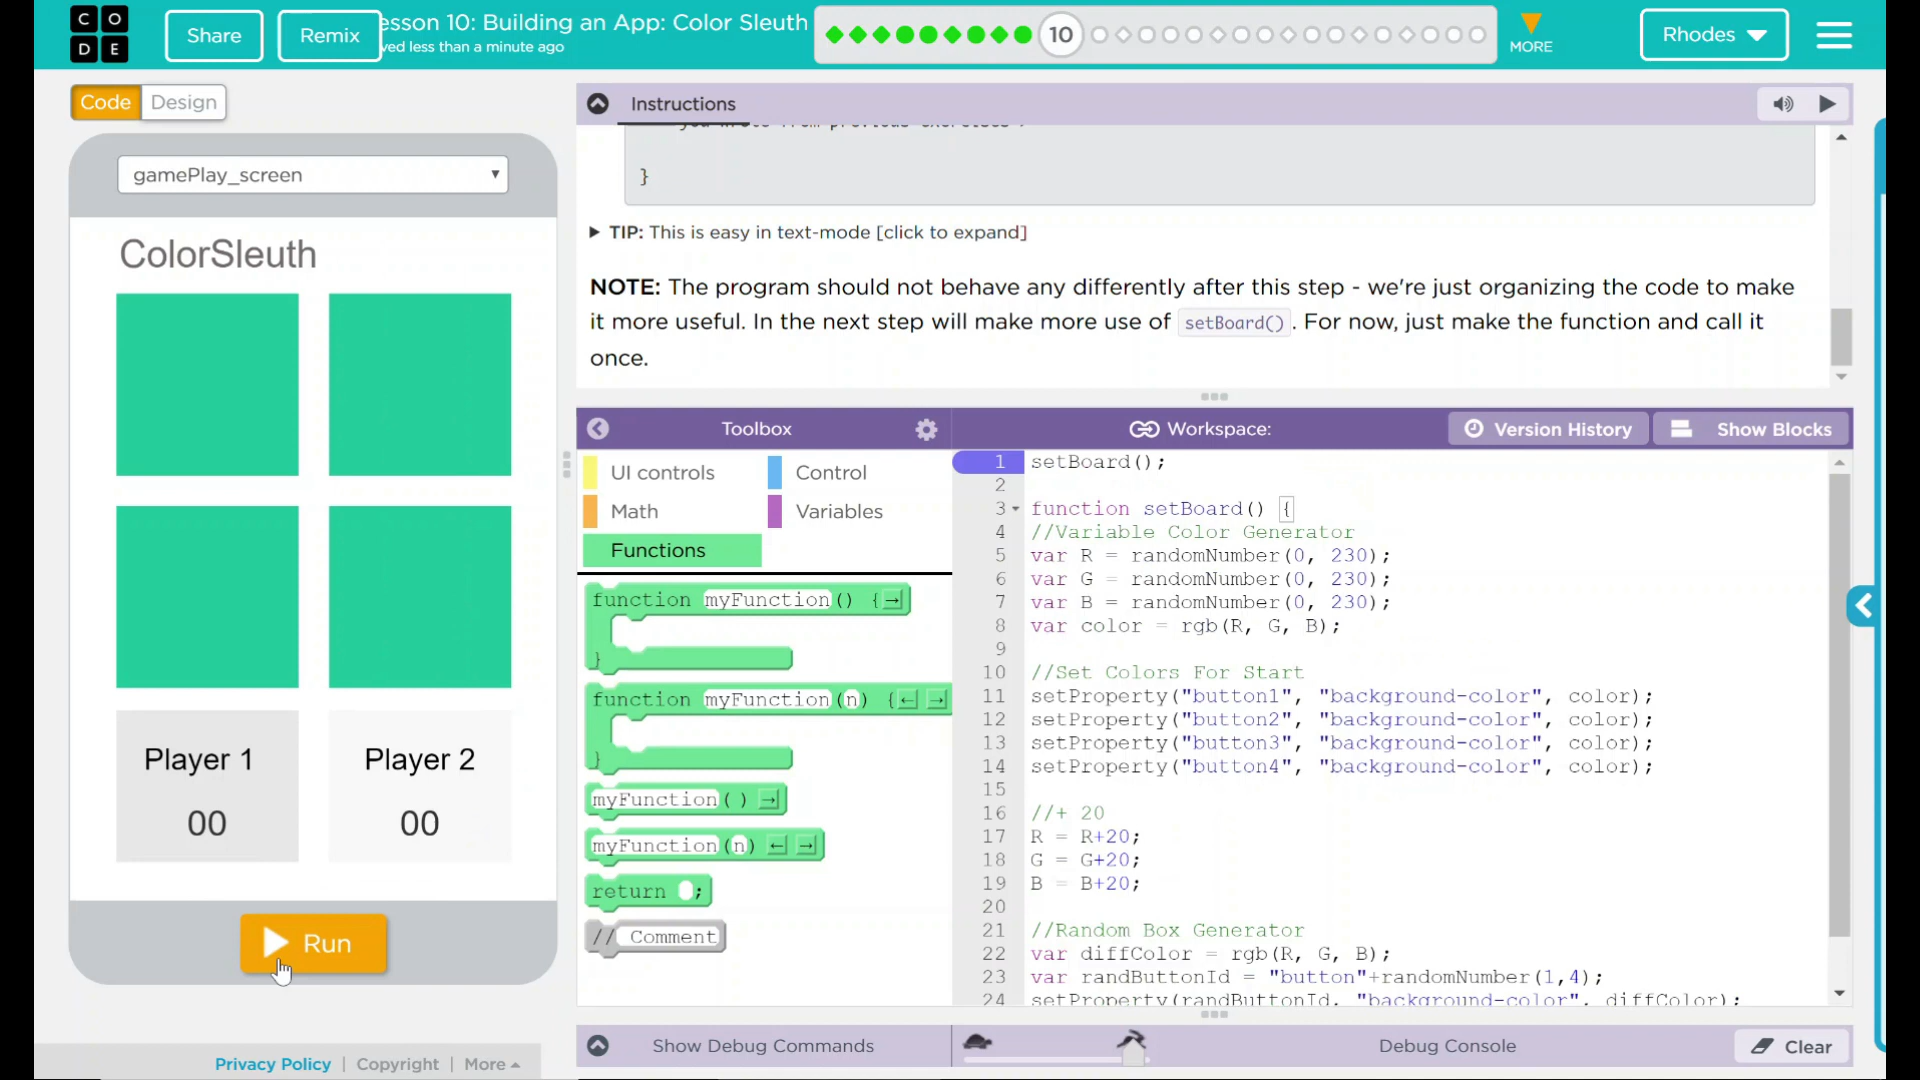 CODE
Share
Remix
esson 10: Building an App: Color Sleuth
ved less than a minute ago
10
MORE
Rhodes
Code
Design
Instructions
gamePlay_screen
}
TIP: This is easy in text-mode [click to expand]
NOTE: The program should not behave any differently after this step - we're just organizing the code to make
it more useful. In the next step will make more use of setBoard(). For now, just make the function and call it
once.
ColorSleuth
Player 1
00
Player 2
00
Run
Toolbox
Workspace:
Version History
Show Blocks
UI controls
Control
Math
Variables
Functions
function myFunction() {
}
function myFunction(n) {
}
myFunction()
myFunction(n)
return ;
// Comment
1 setBoard();
2
3 function setBoard() {
4 //Variable Color Generator
5 var R = randomNumber(0, 230);
6 var G = randomNumber(0, 230);
7 var B = randomNumber(0, 230);
8 var color = rgb(R, G, B);
9
10 //Set Colors For Start
11 setProperty("button1", "background-color", color);
12 setProperty("button2", "background-color", color);
13 setProperty("button3", "background-color", color);
14 setProperty("button4", "background-color", color);
15
16 //+ 20
17 R = R+20;
18 G = G+20;
19 B = B+20;
20
21 //Random Box Generator
22 var diffColor = rgb(R, G, B);
23 var randButtonId = "button"+randomNumber(1,4);
24 setProperty(randButtonId, "background-color", diffColor);
Show Debug Commands
Debug Console
Clear
Privacy Policy | Copyright | More